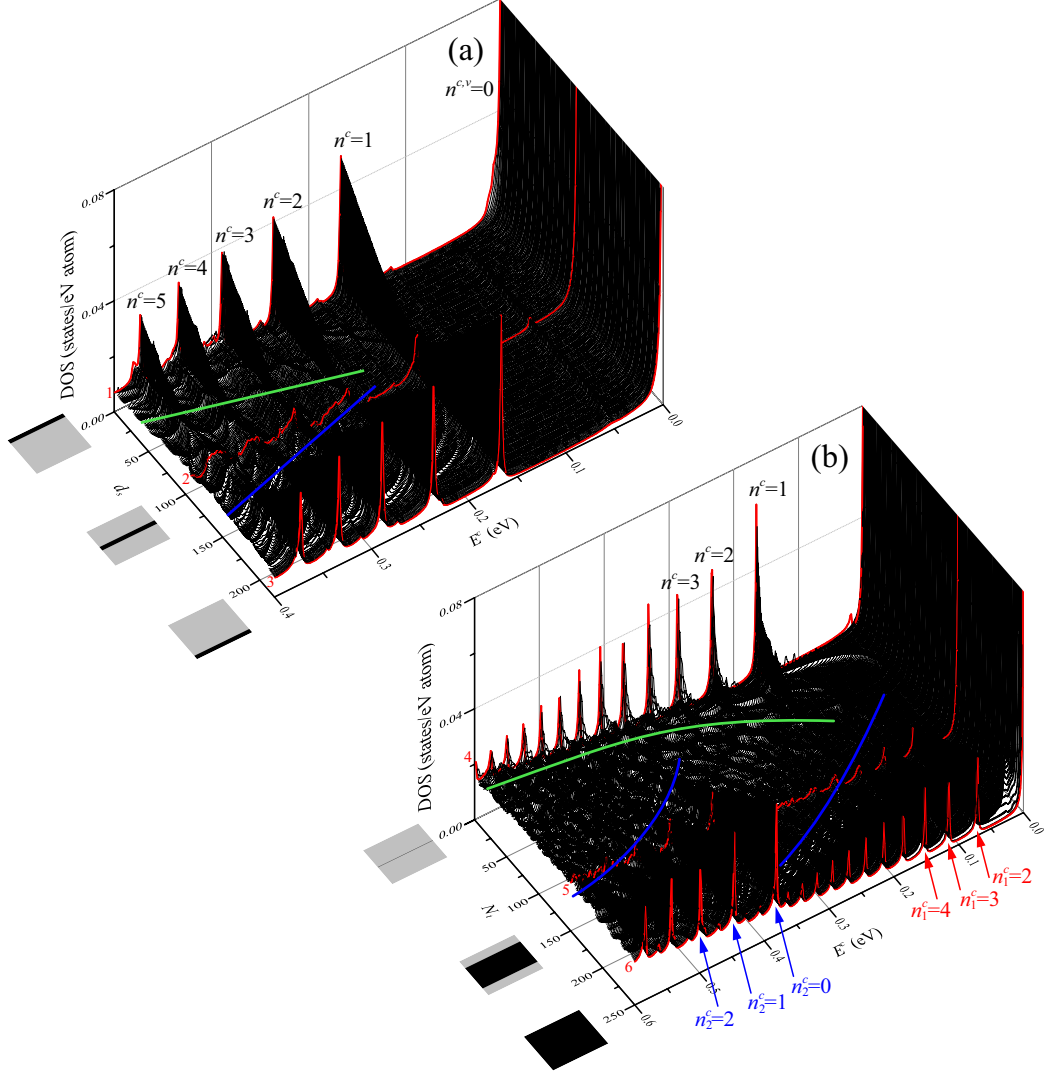 (a)
n^{c,v}=0
n^c=1
n^c=2
n^c=3
n^c=4
n^c=5
DOS (states/eV atom)
0.08
0.04
0.00
1
2
3
50
100
150
200
d_s
0.4
0.3
0.2
0.1
0.0
E^c (eV)
(b)
n^c=1
n^c=2
n^c=3
DOS (states/eV atom)
0.08
0.04
0.00
4
5
6
50
100
150
200
250
0.6
0.5
0.4
0.3
0.2
0.1
0.0
E^c (eV)
n_1^c=2
n_1^c=3
n_1^c=4
n_2^c=0
n_2^c=1
n_2^c=2